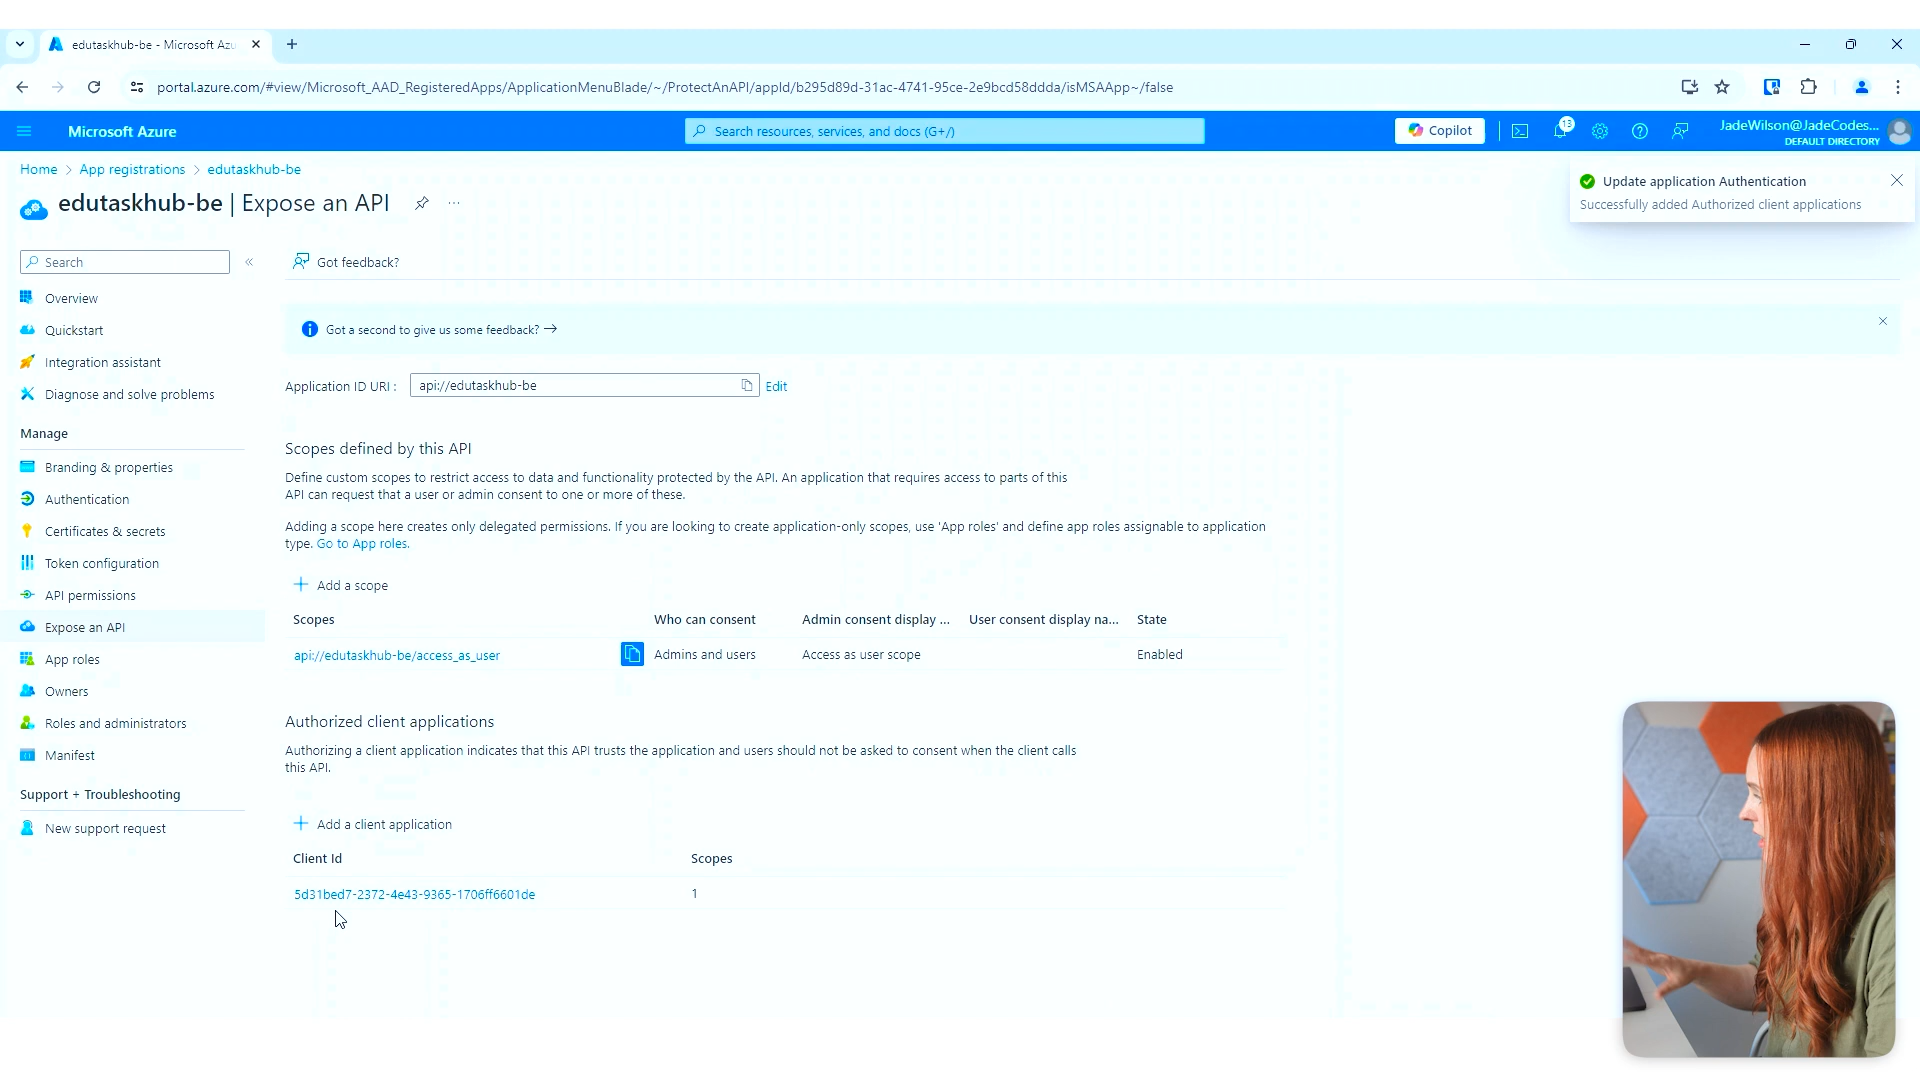 edutaskhub-be - Microsoft Azu
portal.azure.com/#view/Microsoft_AAD_RegisteredApps/ApplicationMenuBlade/~/ProtectAnAPI/appId/b295d89d-31ac-4741-95ce-2e9bcd58ddda/isMSAApp~/false
Microsoft Azure
Search resources, services, and docs (G+/)
Copilot
13
JadeWilson@JadeCodes...
DEFAULT DIRECTORY
Home > App registrations > edutaskhub-be
edutaskhub-be | Expose an API
Update application Authentication
Successfully added Authorized client applications
Search
Got feedback?
Overview
Quickstart
Integration assistant
Diagnose and solve problems
Manage
Branding & properties
Authentication
Certificates & secrets
Token configuration
API permissions
Expose an API
App roles
Owners
Roles and administrators
Manifest
Support + Troubleshooting
New support request
Got a second to give us some feedback? →
Application ID URI : api://edutaskhub-be Edit
Scopes defined by this API
Define custom scopes to restrict access to data and functionality protected by the API. An application that requires access to parts of this
API can request that a user or admin consent to one or more of these.
Adding a scope here creates only delegated permissions. If you are looking to create application-only scopes, use 'App roles' and define app roles assignable to application
type. Go to App roles.
Add a scope
Scopes Who can consent Admin consent display ... User consent display na... State
api://edutaskhub-be/access_as_user Admins and users Access as user scope Enabled
Authorized client applications
Authorizing a client application indicates that this API trusts the application and users should not be asked to consent when the client calls
this API.
Add a client application
Client Id Scopes
5d31bed7-2372-4e43-9365-1706ff6601de 1